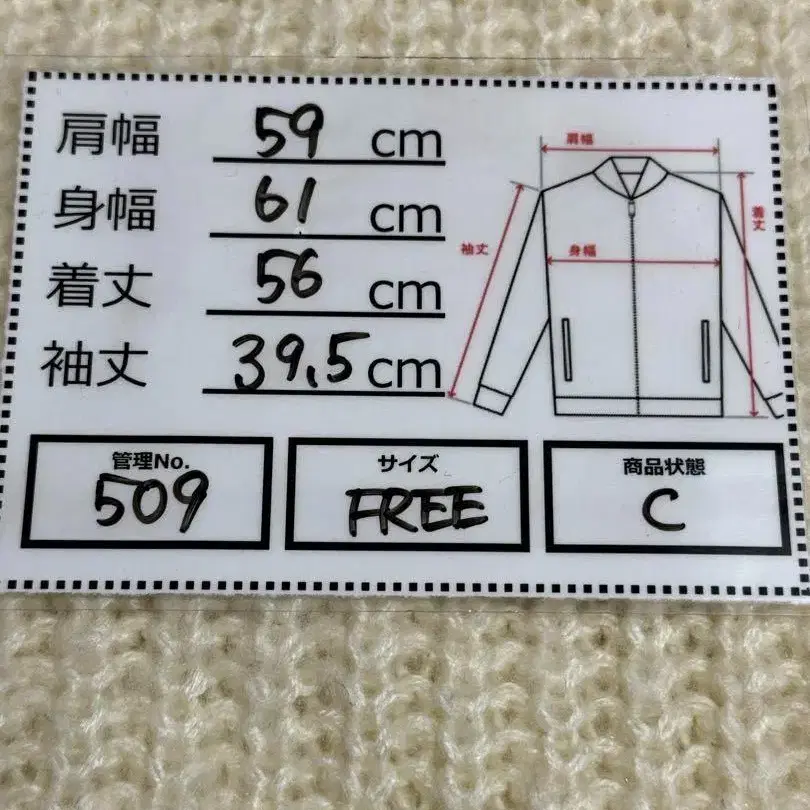 肩幅 59 cm
身幅 61 cm
着丈 56 cm
袖丈 39.5 cm
肩幅
着丈
袖丈
身幅
管理No.
509
サイズ
FREE
商品状態
C